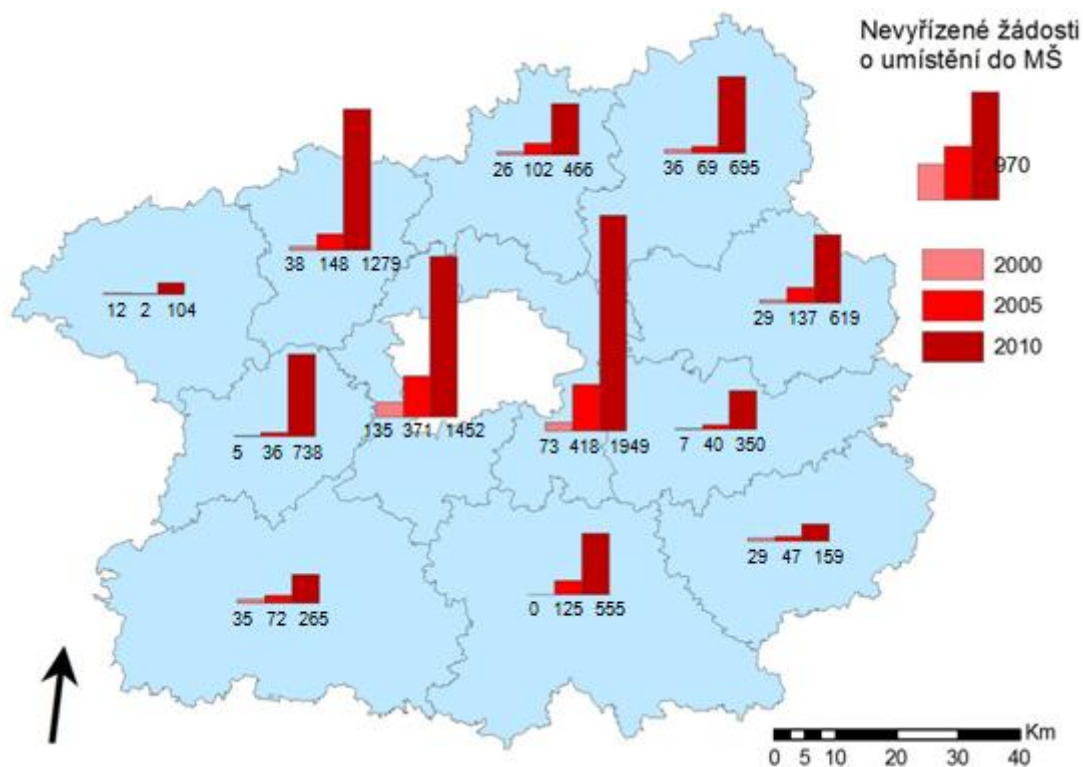 Nevyřízené žádosti
o umístění do MŠ
970
2000
2005
2010
26 102 466
36 69 695
38 148 1279
12 2 104
29 137 619
135 371 1452
73 418 1949
7 40 350
5 36 738
29 47 159
35 72 265
0 125 555
Km
0 5 10 20 30 40